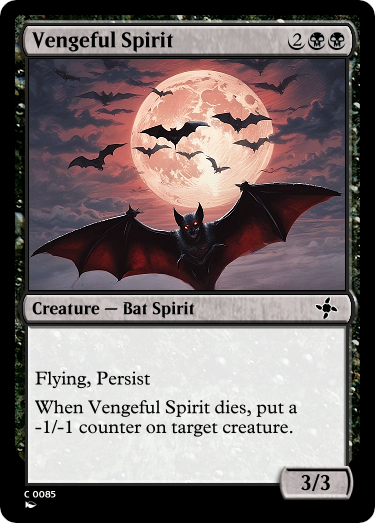 Vengeful Spirit 2
Creature — Bat Spirit
Flying, Persist
When Vengeful Spirit dies, put a
-1/-1 counter on target creature.
3/3
C 0085